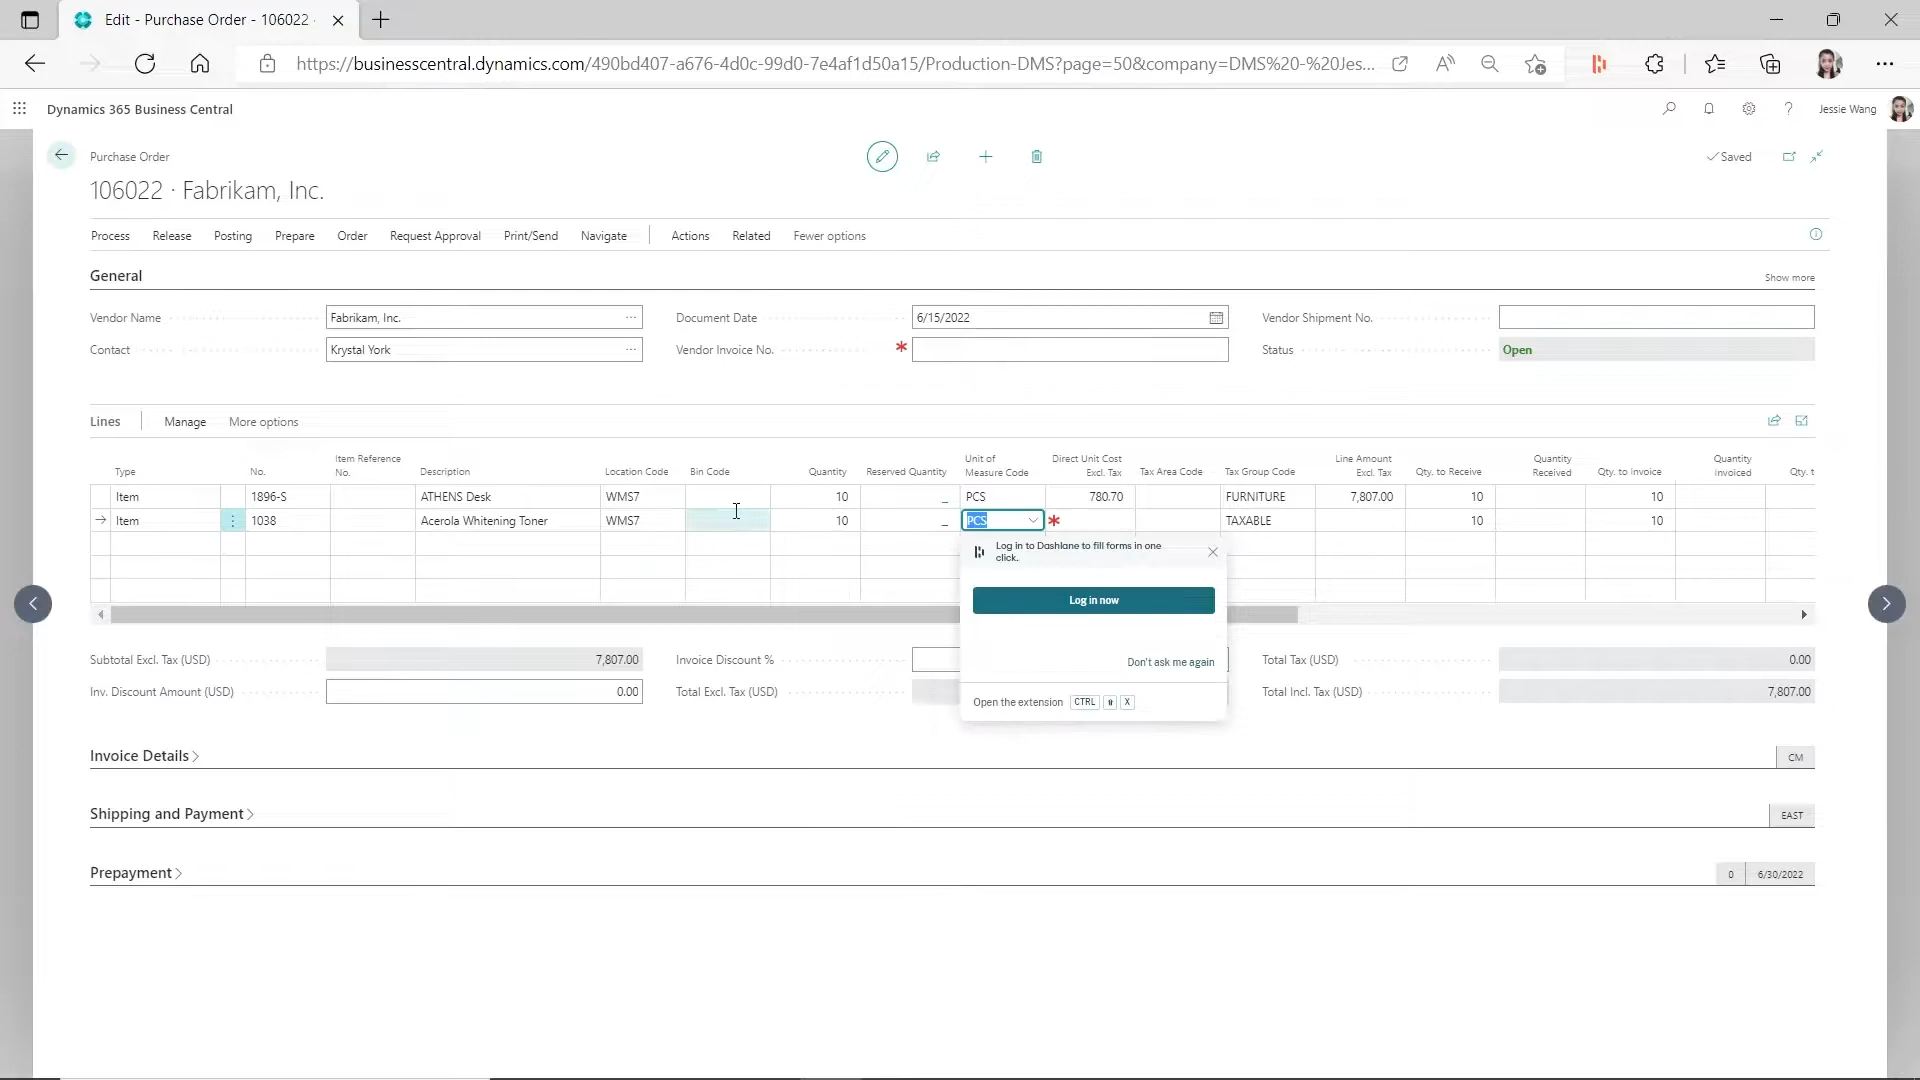 Edit - Purchase Order - 106022
https://businesscentral.dynamics.com/490bd407-a676-4d0c-99d0-7e4af1d50a15/Production-DMS?page=50&company=DMS%20-%20Jes...
Dynamics 365 Business Central
Jessie Wang
Purchase Order
Saved
106022 · Fabrikam, Inc.
Process Release Posting Prepare Order Request Approval Print/Send Navigate Actions Related Fewer options
General
Show more
Vendor Name Fabrikam, Inc. Document Date 6/15/2022 Vendor Shipment No.
Contact Krystal York Vendor Invoice No. * Status Open
Lines Manage More options
Type No. Item Reference No. Description Location Code Bin Code Quantity Reserved Quantity Unit of Measure Code Direct Unit Cost Excl. Tax Tax Area Code Tax Group Code Line Amount Excl. Tax Qty. to Receive Quantity Received Qty. to Invoice Quantity Invoiced Qty. t
Item 1896-S ATHENS Desk WMS7 10 _ PCS 780.70 FURNITURE 7,807.00 10 10
Item 1038 Acerola Whitening Toner WMS7 10 _ PCS * TAXABLE 10 10
Log in to Dashlane to fill forms in one
click.
Log in now
Don't ask me again
Open the extension CTRL X
Subtotal Excl. Tax (USD) 7,807.00 Invoice Discount % Total Tax (USD) 0.00
Inv. Discount Amount (USD) 0.00 Total Excl. Tax (USD) Total Incl. Tax (USD) 7,807.00
Invoice Details
CM
Shipping and Payment
EAST
Prepayment
0 6/30/2022